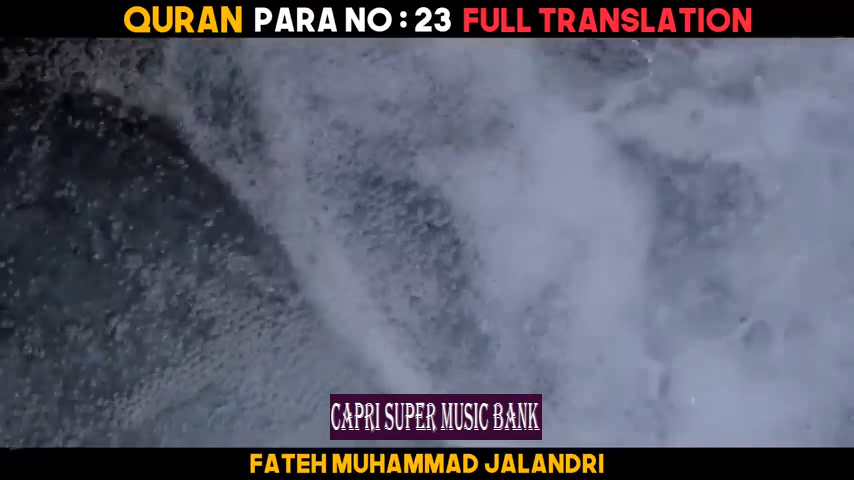 QURAN PARA NO : 23 FULL TRANSLATION
CAPRI SUPER MUSIC BANK
FATEH MUHAMMAD JALANDRI